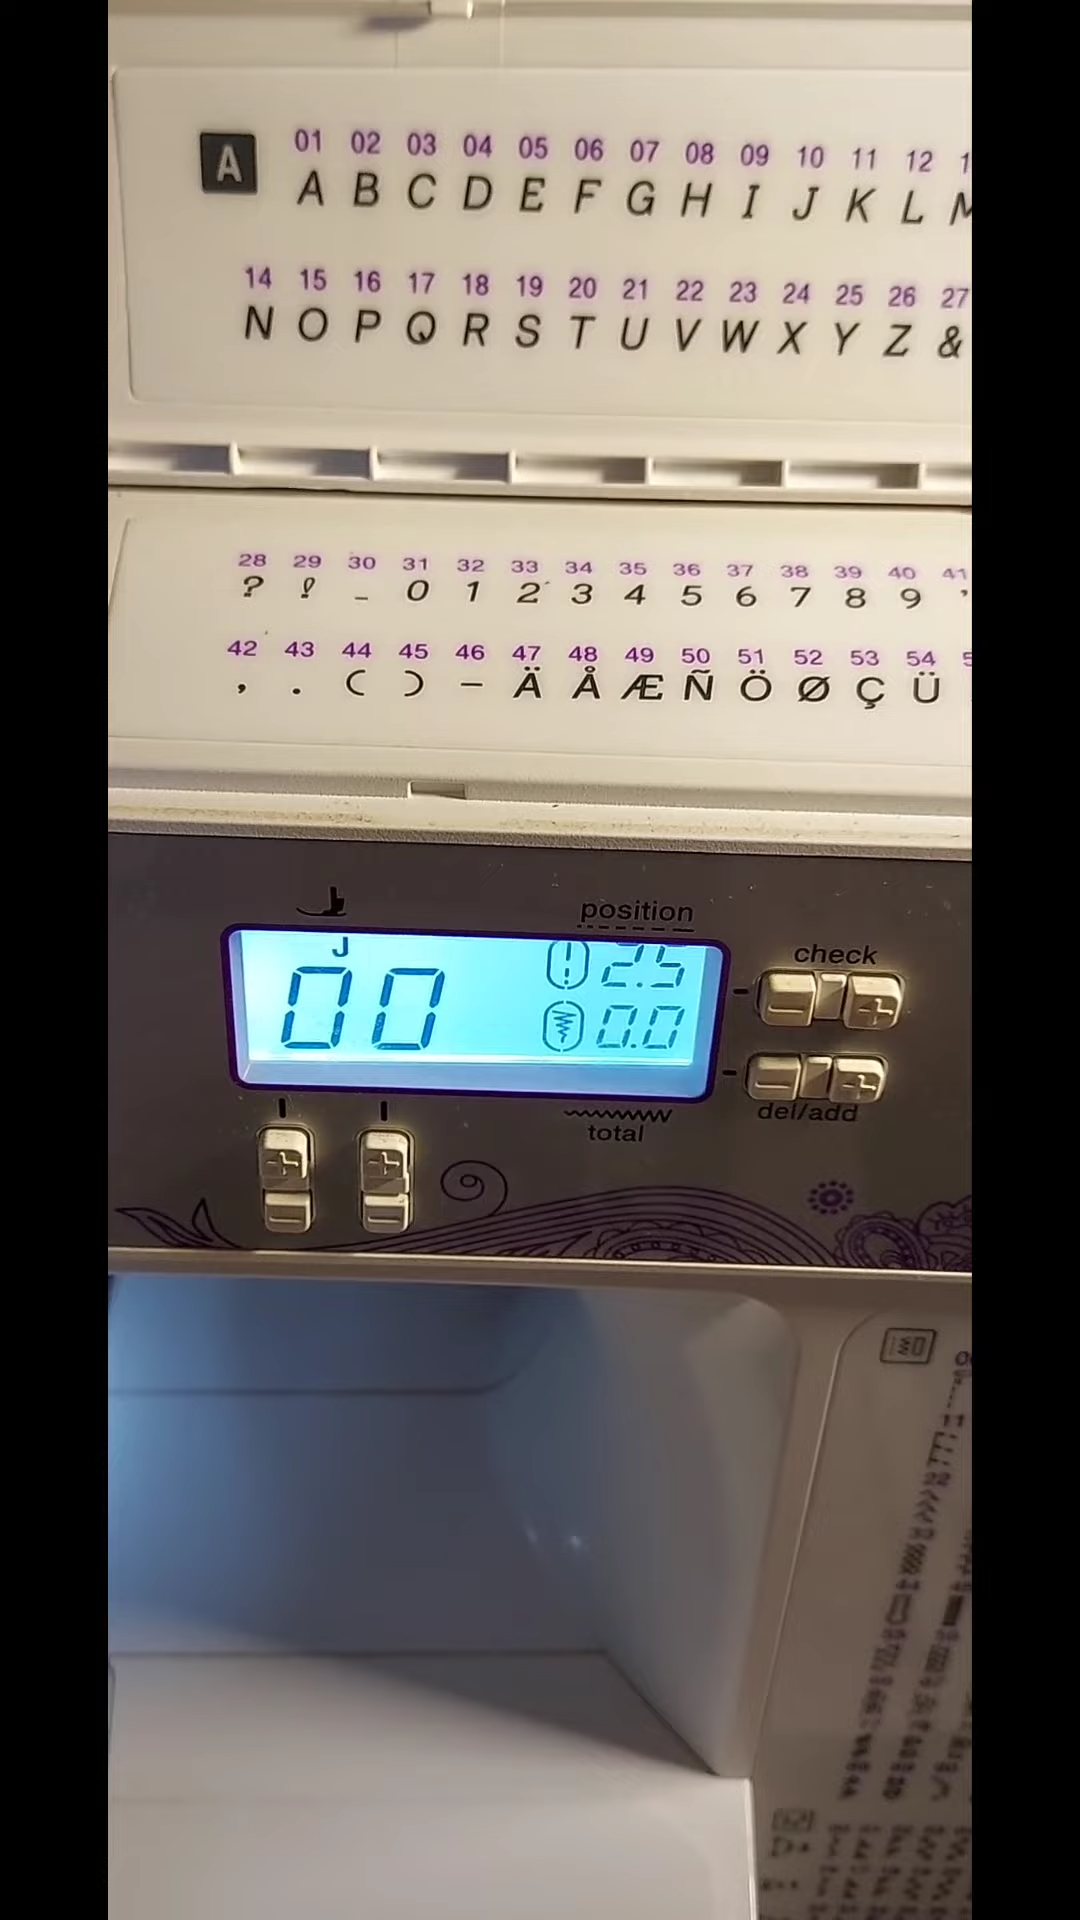 A
01 02 03 04 05 06 07 08 09 10 11 12
A B C D E F G H I J K L M
14 15 16 17 18 19 20 21 22 23 24 25 26 27
N O P Q R S T U V W X Y Z &
28 29 30 31 32 33 34 35 36 37 38 39 40 41
? ! _ 0 1 2 3 4 5 6 7 8 9 '
42 43 44 45 46 47 48 49 50 51 52 53 54
, . ( ) - Ä Å Æ Ñ Ö Ø Ç Ü
position
check
J
00
2.5
0.0
- +
- +
del/add
total
+ +
- -